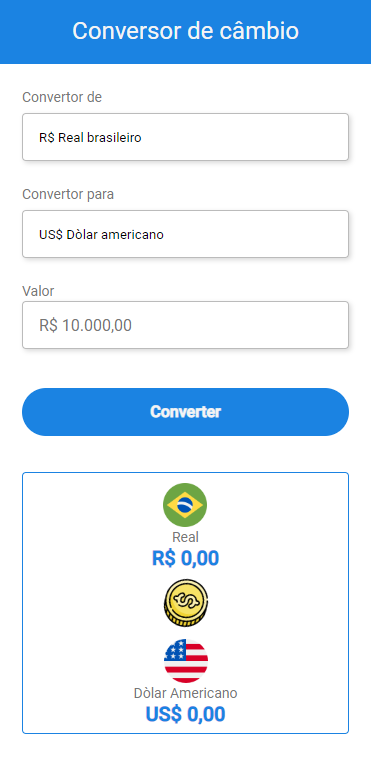 Conversor de câmbio
Convertor de
R$ Real brasileiro
Convertor para
US$ Dòlar americano
Valor
R$ 10.000,00
Converter
Real
R$ 0,00
Dòlar Americano
US$ 0,00